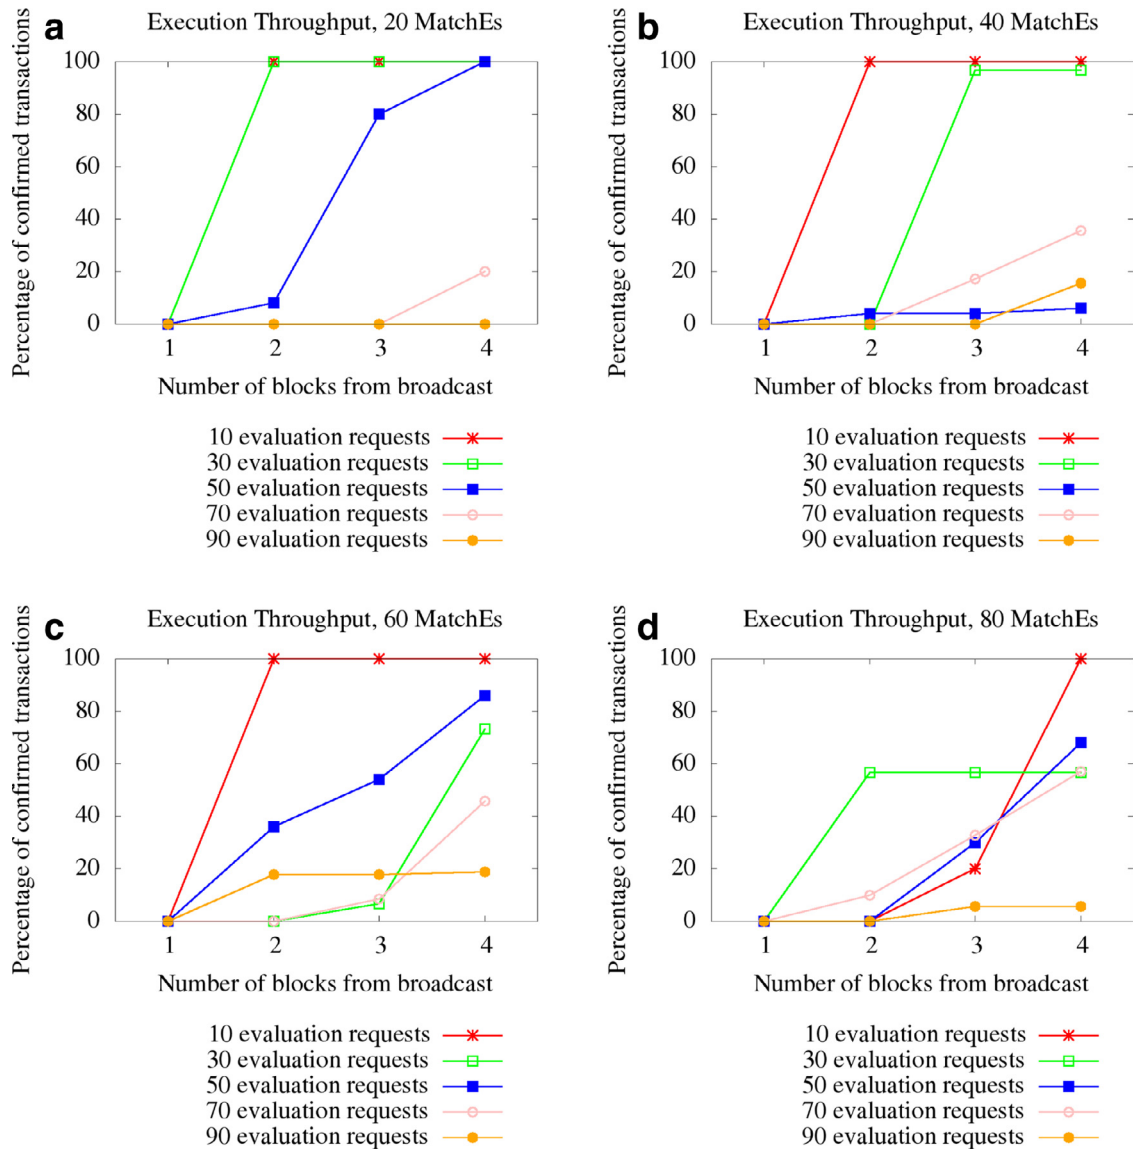 a
Execution Throughput, 20 MatchEs
Percentage of confirmed transactions
100
80
60
40
20
0
1 2 3 4
Number of blocks from broadcast
10 evaluation requests
30 evaluation requests
50 evaluation requests
70 evaluation requests
90 evaluation requests
b
Execution Throughput, 40 MatchEs
Percentage of confirmed transactions
100
80
60
40
20
0
1 2 3 4
Number of blocks from broadcast
10 evaluation requests
30 evaluation requests
50 evaluation requests
70 evaluation requests
90 evaluation requests
c
Execution Throughput, 60 MatchEs
Percentage of confirmed transactions
100
80
60
40
20
0
1 2 3 4
Number of blocks from broadcast
10 evaluation requests
30 evaluation requests
50 evaluation requests
70 evaluation requests
90 evaluation requests
d
Execution Throughput, 80 MatchEs
Percentage of confirmed transactions
100
80
60
40
20
0
1 2 3 4
Number of blocks from broadcast
10 evaluation requests
30 evaluation requests
50 evaluation requests
70 evaluation requests
90 evaluation requests